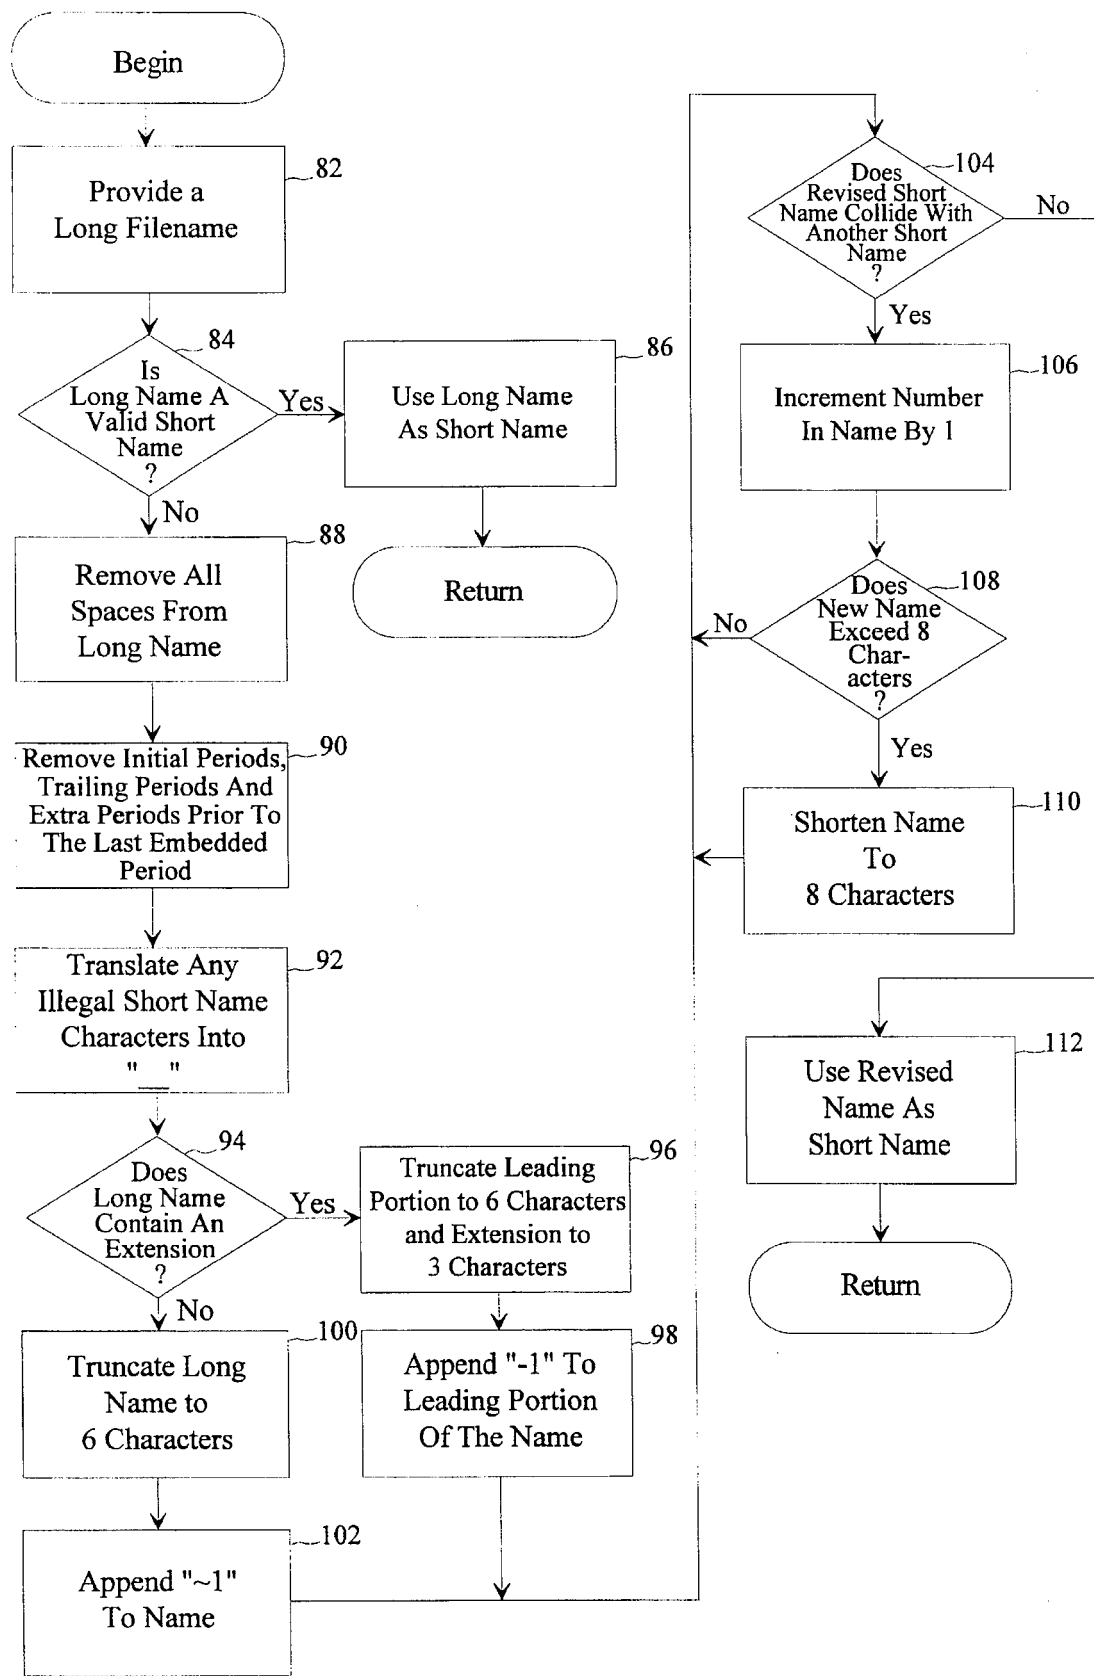 Begin
Provide a
Long Filename
82
Is
Long Name A
Valid Short
Name
?
84
Yes
No
Use Long Name
As Short Name
86
Return
Remove All
Spaces From
Long Name
88
Remove Initial Periods,
Trailing Periods And
Extra Periods Prior To
The Last Embedded
Period
90
Translate Any
Illegal Short Name
Characters Into
"__"
92
Does
Long Name
Contain An
Extension
?
94
Yes
No
Truncate Leading
Portion to 6 Characters
and Extension to
3 Characters
96
Append "-1" To
Leading Portion
Of The Name
98
Truncate Long
Name to
6 Characters
100
Append "~1"
To Name
102
Does
Revised Short
Name Collide With
Another Short
Name
?
104
No
Yes
Increment Number
In Name By 1
106
Does
New Name
Exceed 8
Char-
acters
?
108
No
Yes
Shorten Name
To
8 Characters
110
Use Revised
Name As
Short Name
112
Return